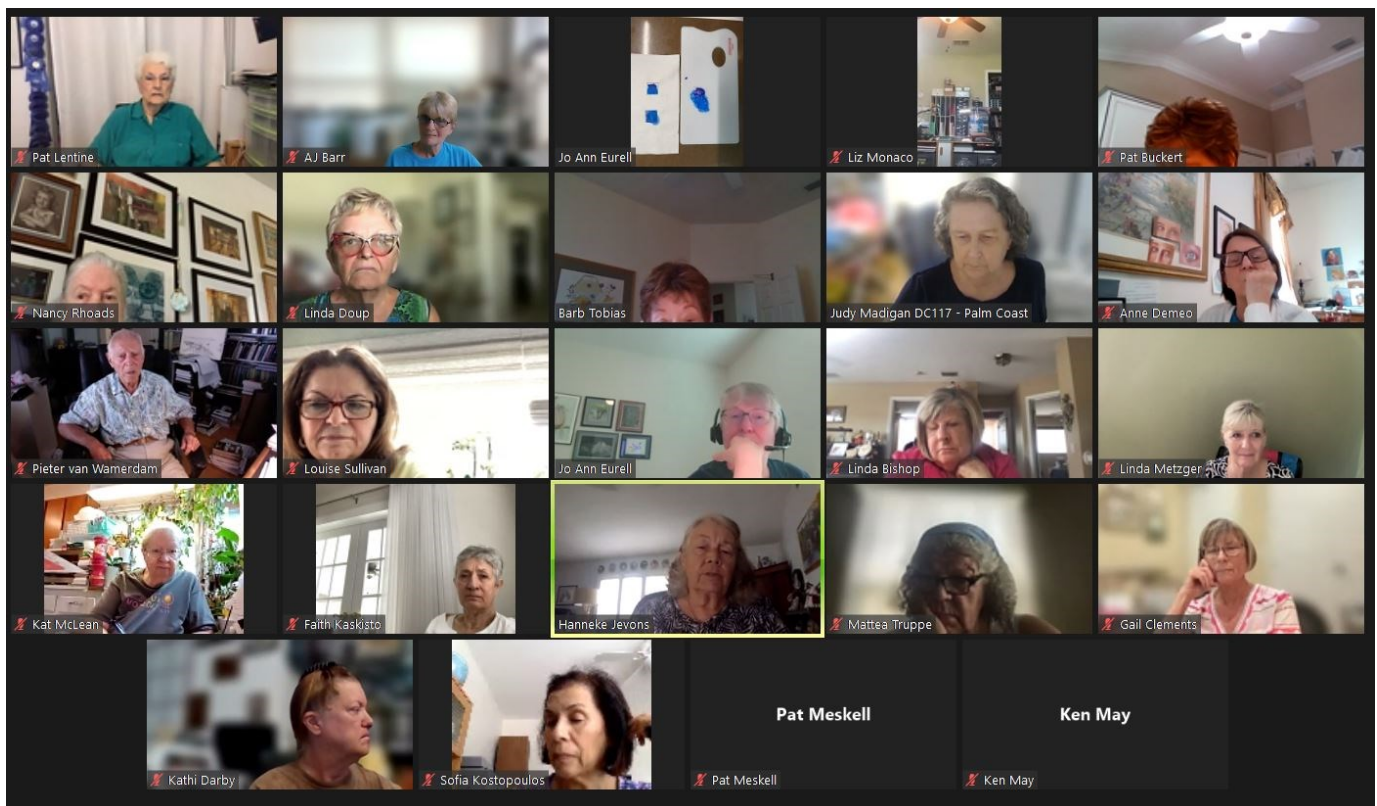 Pat Lentine
AJ Barr
Jo Ann Eurell
Liz Monaco
Pat Buckert
Nancy Rhoads
Linda Doup
Barb Tobias
Judy Madigan DC117 - Palm Coast
Anne Demeo
Pieter van Wamerdam
Louise Sullivan
Jo Ann Eurell
Linda Bishop
Linda Metzger
Kat McLean
Faith Kaskisto
Hanneke Jevons
Mattea Truppe
Gail Clements
Kathi Darby
Sofia Kostopoulos
Pat Meskell
Pat Meskell
Ken May
Ken May